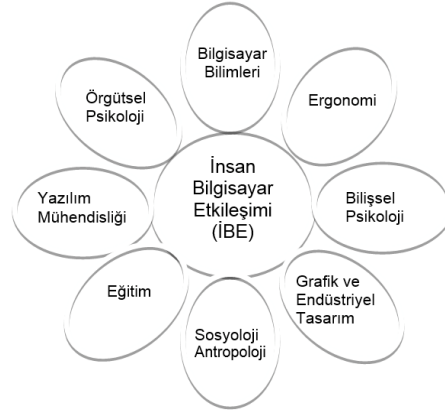 Bilgisayar
Bilimleri
Örgütsel
Psikoloji
Ergonomi
İnsan
Bilgisayar
Etkileşimi
(İBE)
Yazılım
Mühendisliği
Bilişsel
Psikoloji
Eğitim
Grafik ve
Endüstriyel
Tasarım
Sosyoloji
Antropoloji